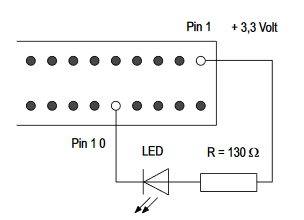 Pin 1 + 3,3 Volt
Pin 1 0
LED
R = 130 Ω